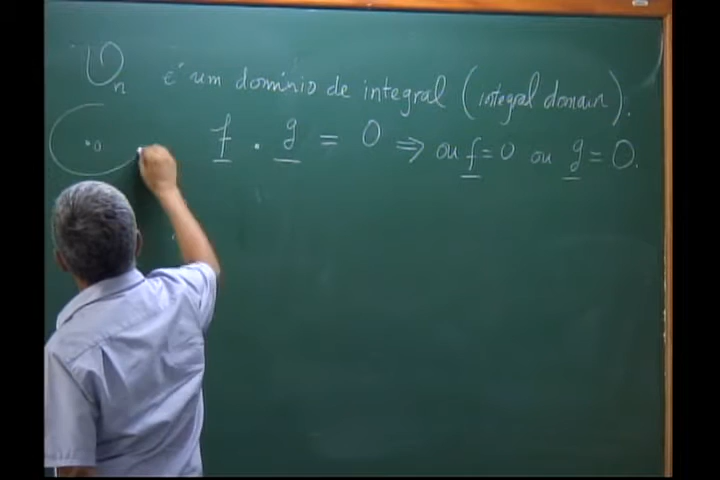 𝒪ₙ é um domínio de integral (integral domain).
f · g = 0 ⇒ ou f = 0 ou g = 0.
0